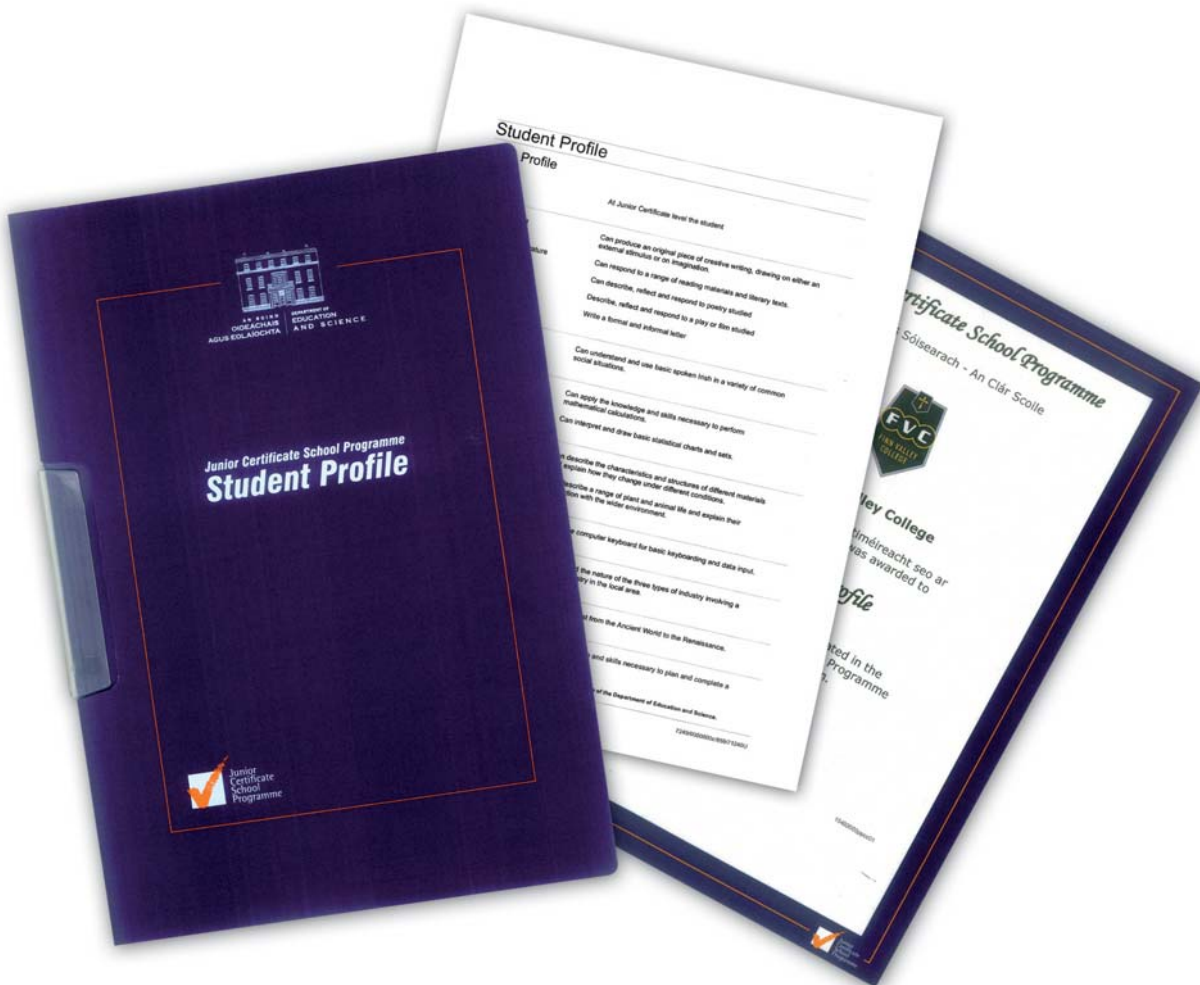 AN ROINN
OIDEACHAIS
AGUS EOLAÍOCHTA
DEPARTMENT OF
EDUCATION
AND SCIENCE
Junior Certificate School Programme
Student Profile
Junior
Certificate
School
Programme
Student Profile
Profile
At Junior Certificate level the student
Can produce an original piece of creative writing, drawing on either an
external stimulus or on imagination.
Can respond to a range of reading materials and literary texts.
Can describe, reflect and respond to poetry studied
Describe, reflect and respond to a play or film studied
Write a formal and informal letter
Can understand and use basic spoken Irish in a variety of common
social situations.
Can apply the knowledge and skills necessary to perform
mathematical calculations.
Can interpret and draw basic statistical charts and sets.
describe the characteristics and structures of different materials
explain how they change under different conditions.
describe a range of plant and animal life and explain their
with the wider environment.
computer keyboard for basic keyboarding and data input.
the nature of the three types of industry involving a
in the local area.
from the Ancient World to the Renaissance.
and skills necessary to plan and complete a
of the Department of Education and Science.
School Programme
Sóisearach - An Clár Scoile
FVC
FINN VALLEY
COLLEGE
College
seo ar
was awarded to
in the
Programme
Junior
Certificate
School
Programme